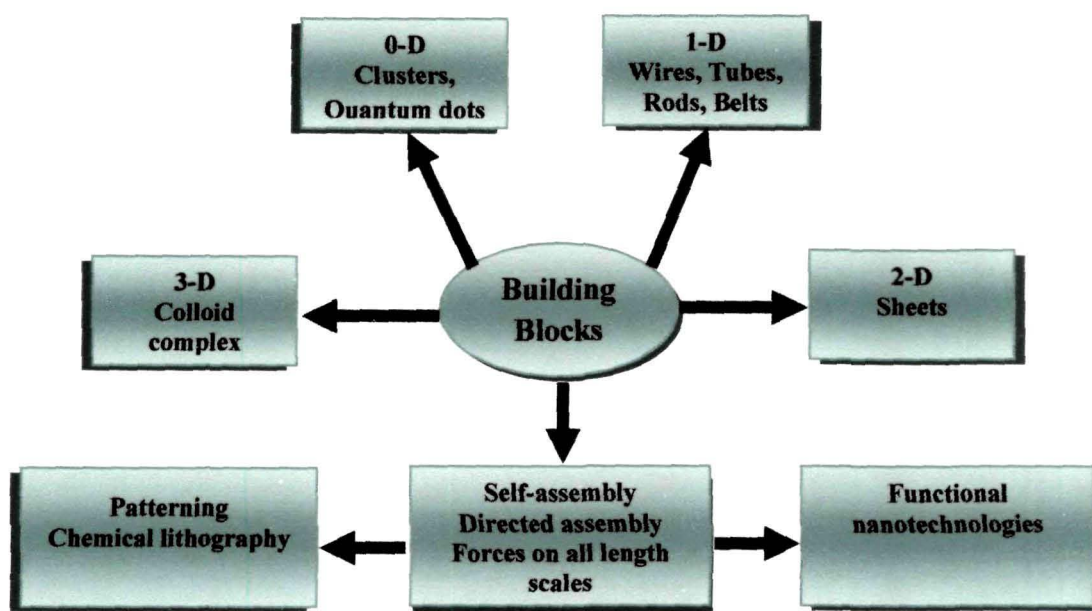 0-D
Clusters,
Quantum dots
1-D
Wires, Tubes,
Rods, Belts
3-D
Colloid
complex
Building
Blocks
2-D
Sheets
Patterning
Chemical lithography
Self-assembly
Directed assembly
Forces on all length
scales
Functional
nanotechnologies